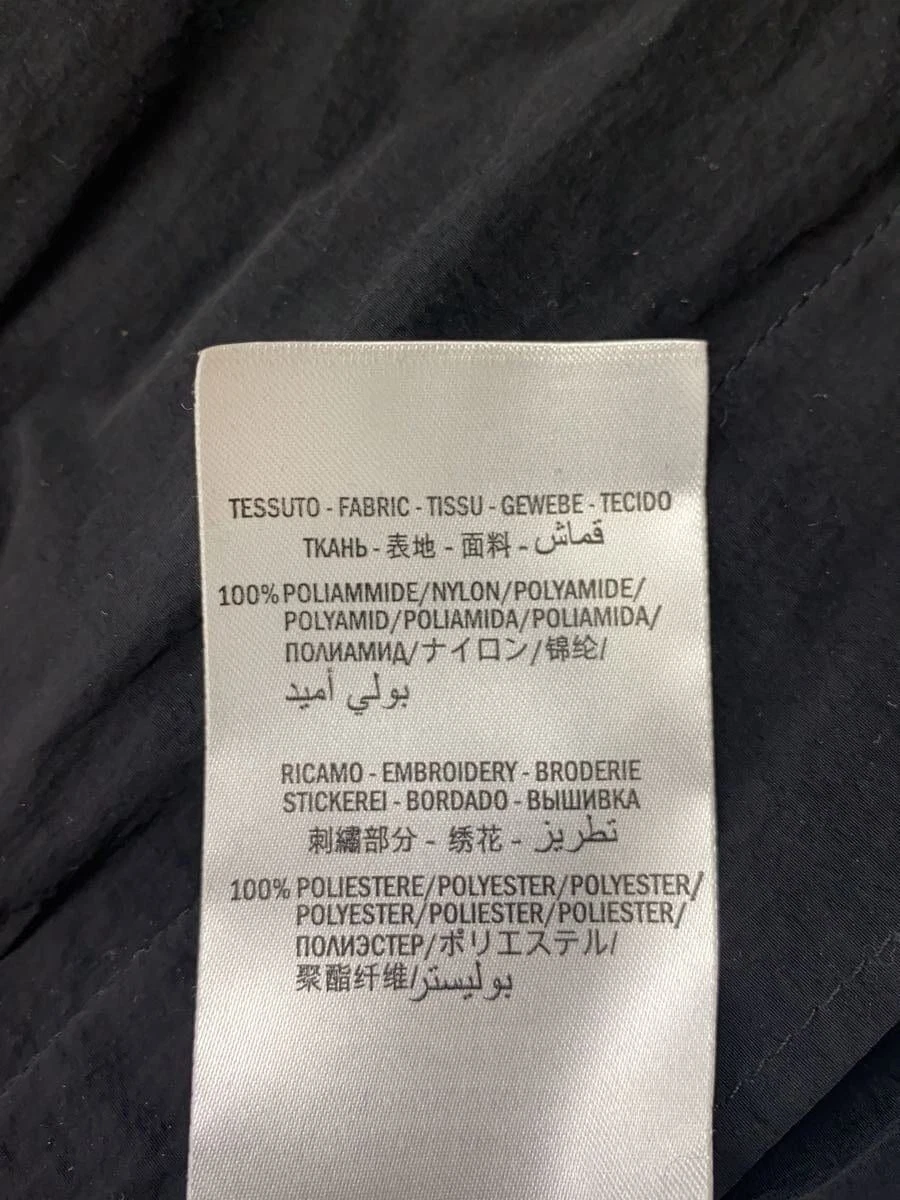 TESSUTO - FABRIC - TISSU - GEWEBE - TECIDO
ТКАНЬ - 表地 - 面料 - قماش
100% POLIAMMIDE/NYLON/POLYAMIDE/
POLYAMID/POLIAMIDA/POLIAMIDA/
ПОЛИАМИД/ナイロン/锦纶/
بولي أميد
RICAMO - EMBROIDERY - BRODERIE
STICKEREI - BORDADO - ВЫШИВКА
刺繍部分 - 绣花 - تطريز
100% POLIESTERE/POLYESTER/POLYESTER/
POLYESTER/POLIESTER/POLIESTER/
ПОЛИЭСТЕР/ポリエステル/
聚酯纤维/بوليستر